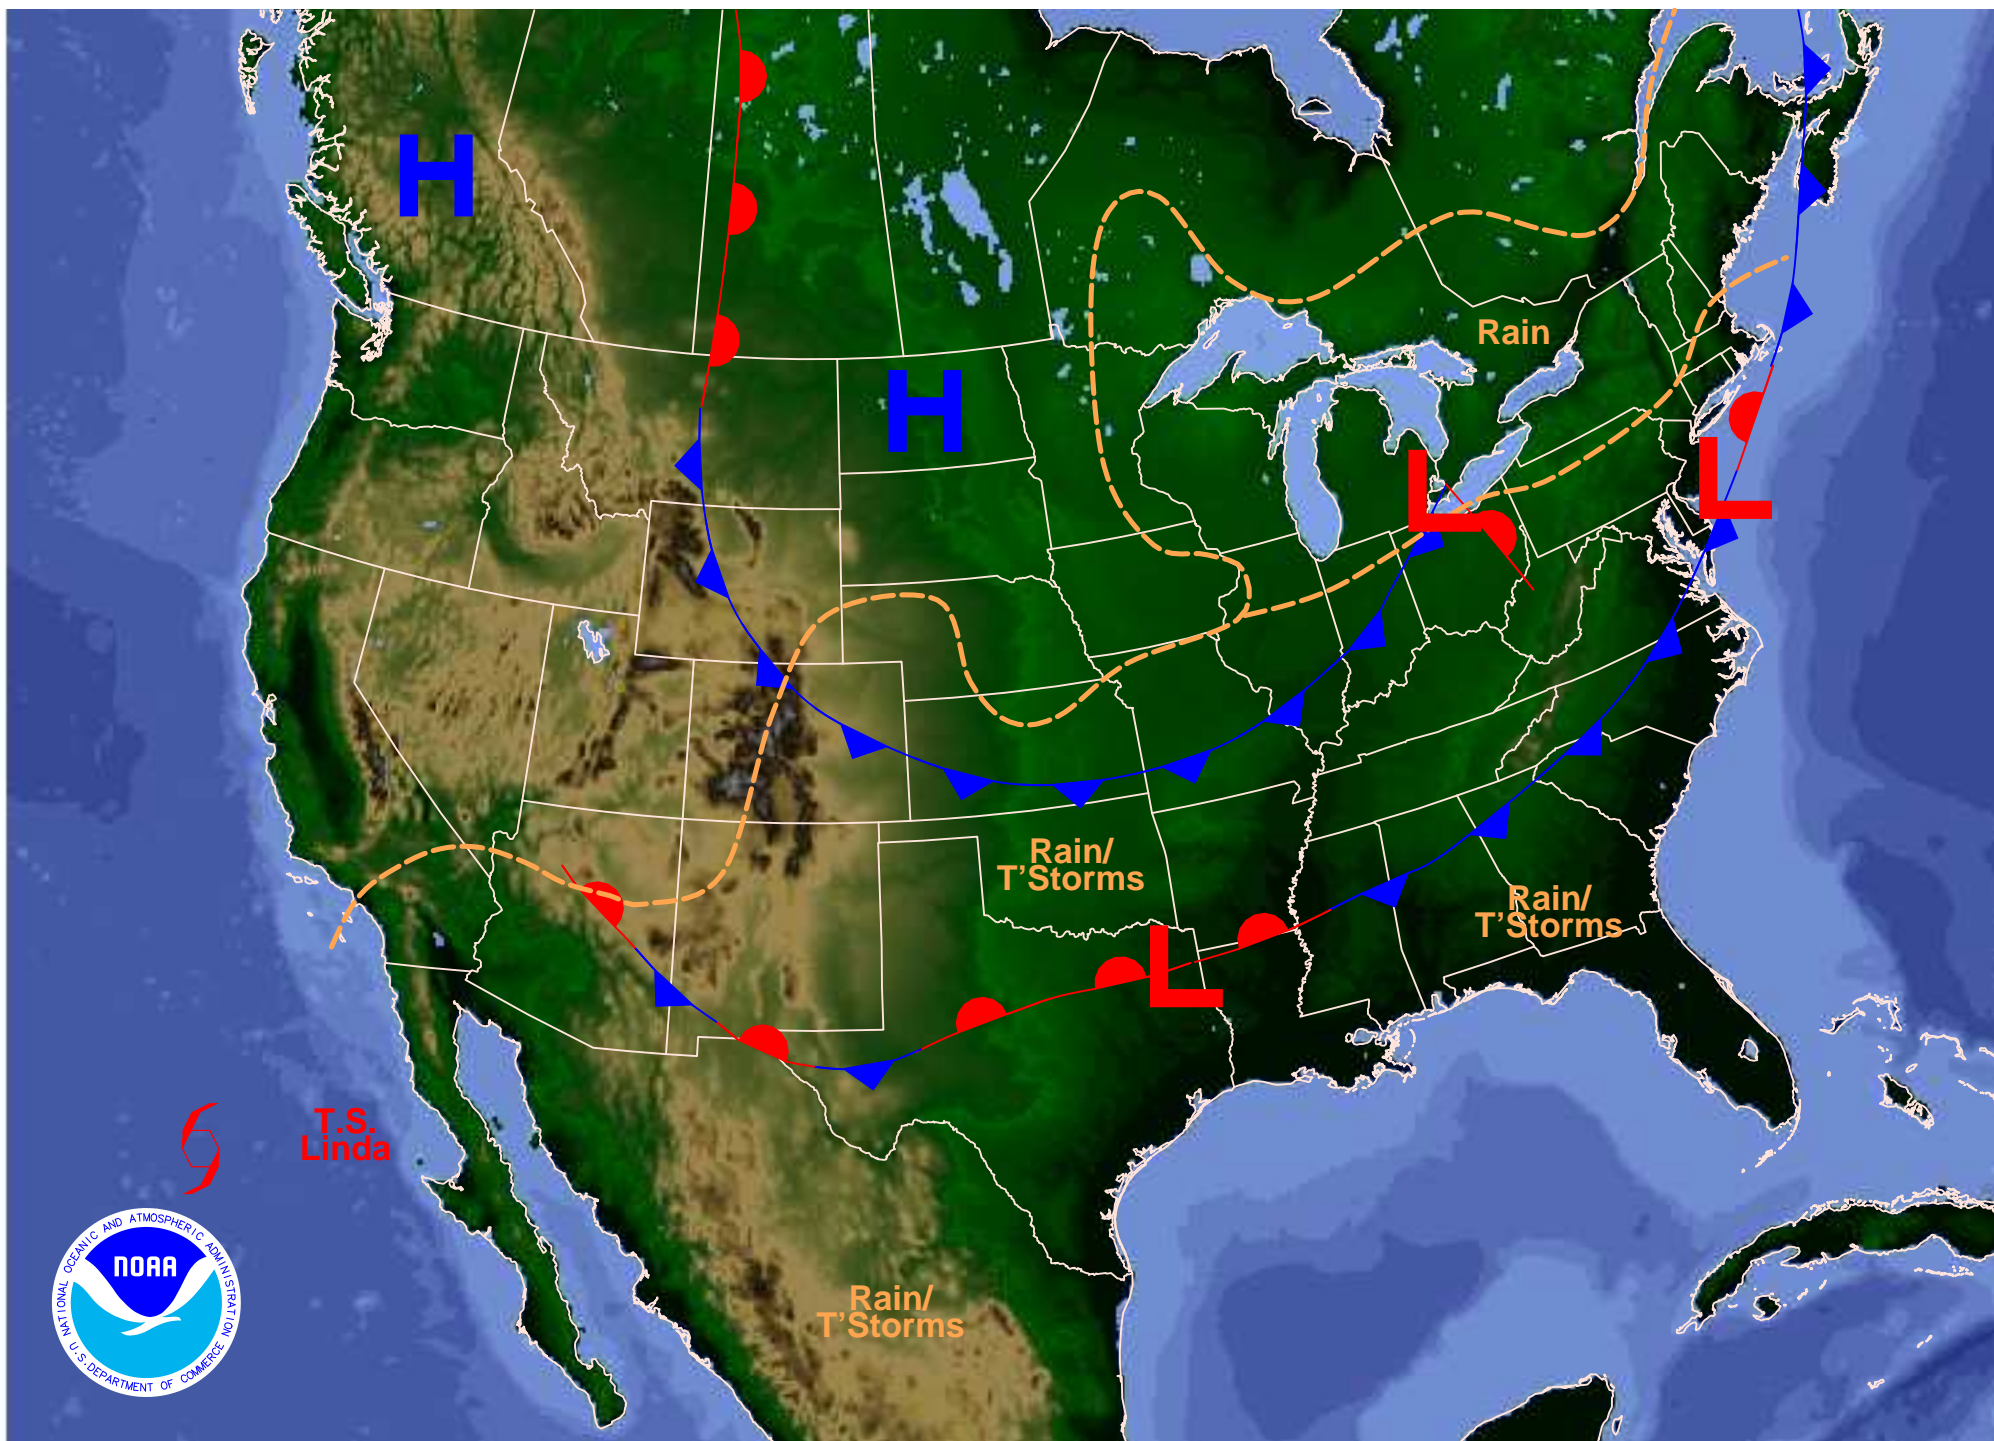 H
H
Rain
L
L
Rain/
T'Storms
Rain/
T'Storms
L
T.S.
Linda
Rain/
T'Storms
NATIONAL OCEANIC AND ATMOSPHERIC ADMINISTRATION
NOAA
U.S. DEPARTMENT OF COMMERCE